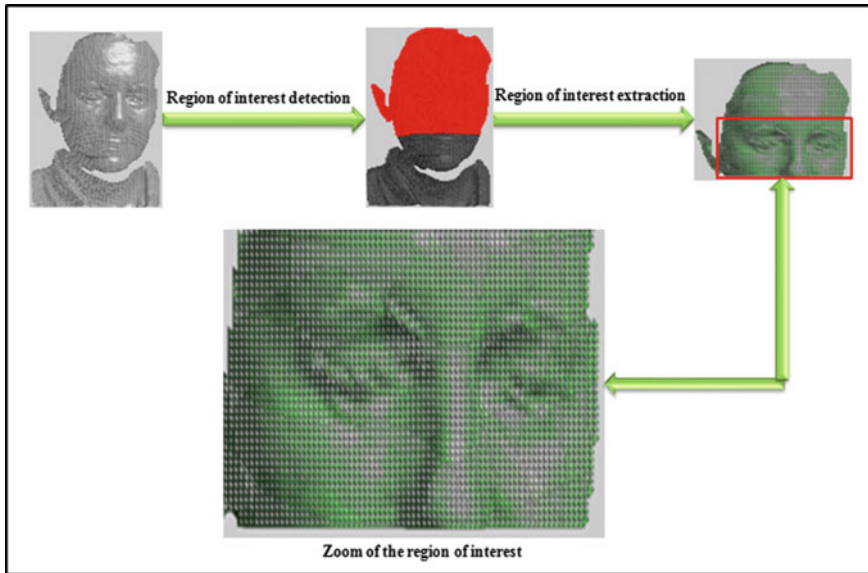 Region of interest detection
Region of interest extraction
Zoom of the region of interest